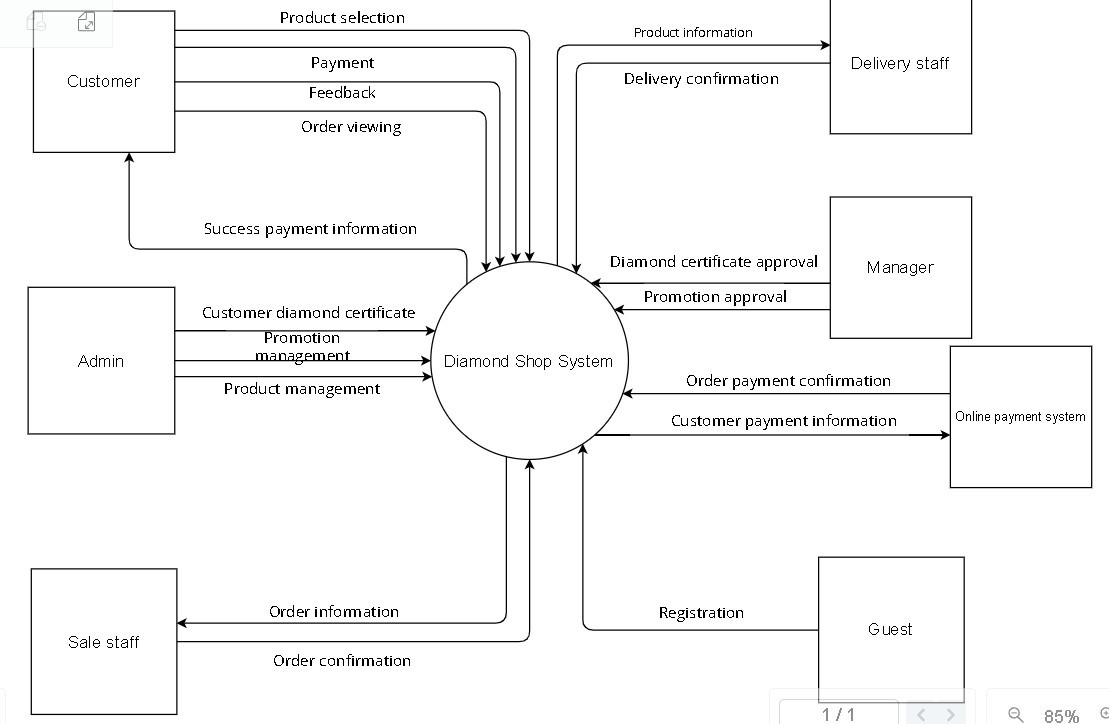 Product selection
Customer
Payment
Feedback
Order viewing
Product information
Delivery staff
Delivery confirmation
Success payment information
Diamond certificate approval
Manager
Promotion approval
Customer diamond certificate
Admin
Promotion
management
Product management
Diamond Shop System
Order payment confirmation
Customer payment information
Online payment system
Order information
Sale staff
Order confirmation
Registration
Guest
1 / 1
85%